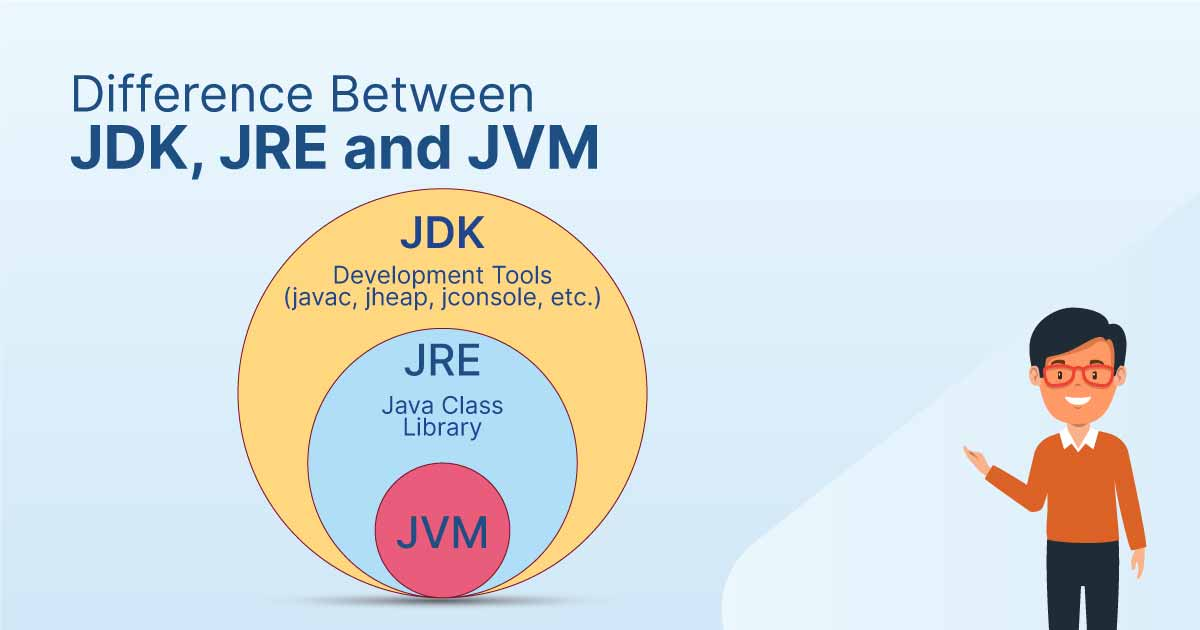 Difference Between
JDK, JRE and JVM
JDK
Development Tools
(javac, jheap, jconsole, etc.)
JRE
Java Class
Library
JVM